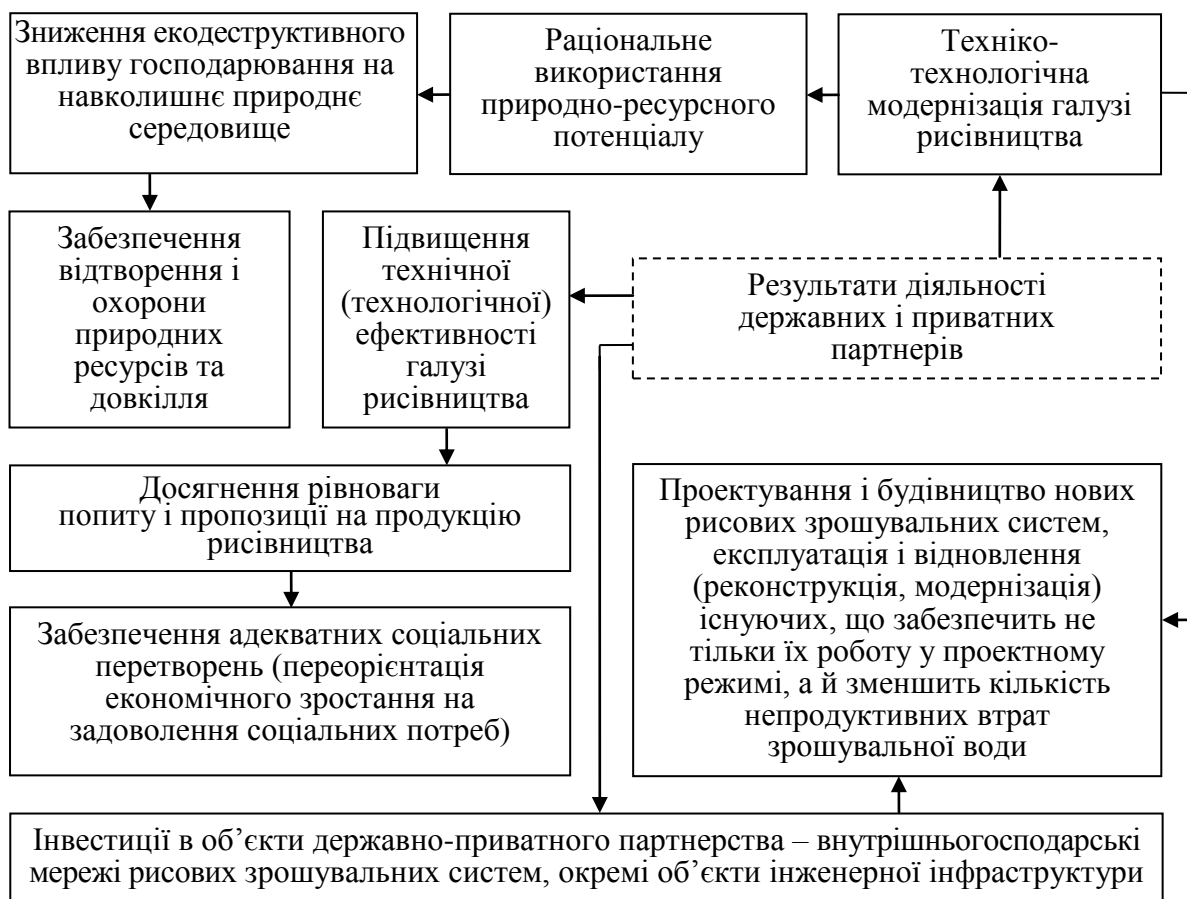 Зниження екодеструктивного
впливу господарювання на
навколишнє природнє
середовище
Раціональне
використання
природно-ресурсного
потенціалу
Техніко-
технологічна
модернізація галузі
рисівництва
Забезпечення
відтворення і
охорони
природних
ресурсів та
довкілля
Підвищення
технічної
(технологічної)
ефективності
галузі
рисівництва
Результати діяльності
державних і приватних
партнерів
Досягнення рівноваги
попиту і пропозиції на продукцію
рисівництва
Забезпечення адекватних соціальних
перетворень (переорієнтація
економічного зростання на
задоволення соціальних потреб)
Проектування і будівництво нових
рисових зрошувальних систем,
експлуатація і відновлення
(реконструкція, модернізація)
існуючих, що забезпечить не
тільки їх роботу у проектному
режимі, а й зменшить кількість
непродуктивних втрат
зрошувальної води
Інвестиції в об’єкти державно-приватного партнерства – внутрішньогосподарські
мережі рисових зрошувальних систем, окремі об’єкти інженерної інфраструктури